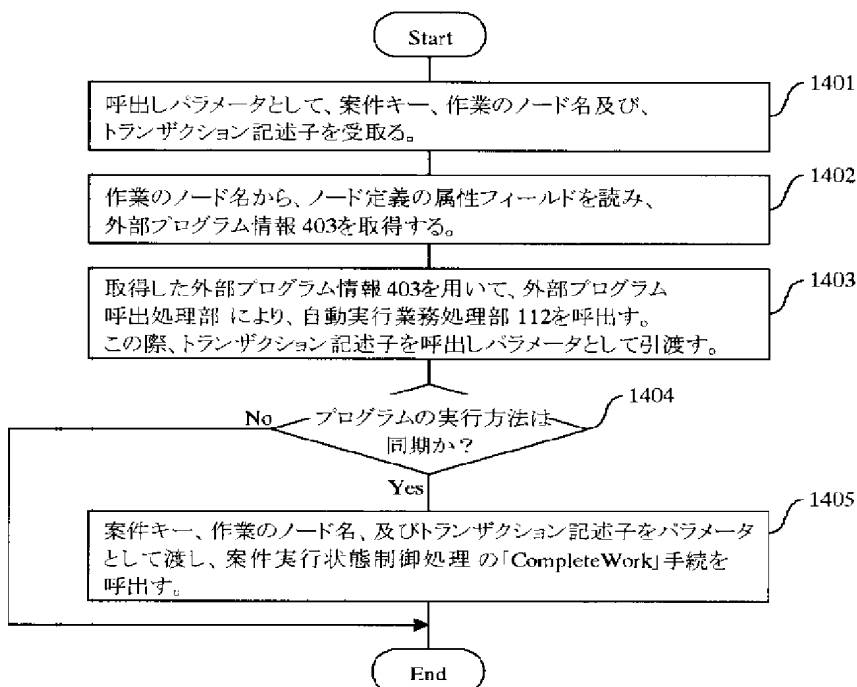 Start
1401
呼出しパラメータとして、案件キー、作業のノード名及び、
トランザクション記述子を受取る。
1402
作業のノード名から、ノード定義の属性フィールドを読み、
外部プログラム情報403を取得する。
1403
取得した外部プログラム情報403を用いて、外部プログラム
呼出処理部 により、自動実行業務処理部 112を呼出す。
この際、トランザクション記述子を呼出しパラメータとして引渡す。
1404
No
プログラムの実行方法は
同期か？
Yes
1405
案件キー、作業のノード名、及びトランザクション記述子をパラメータ
として渡し、案件実行状態制御処理 の「CompleteWork」手続を
呼出す。
End